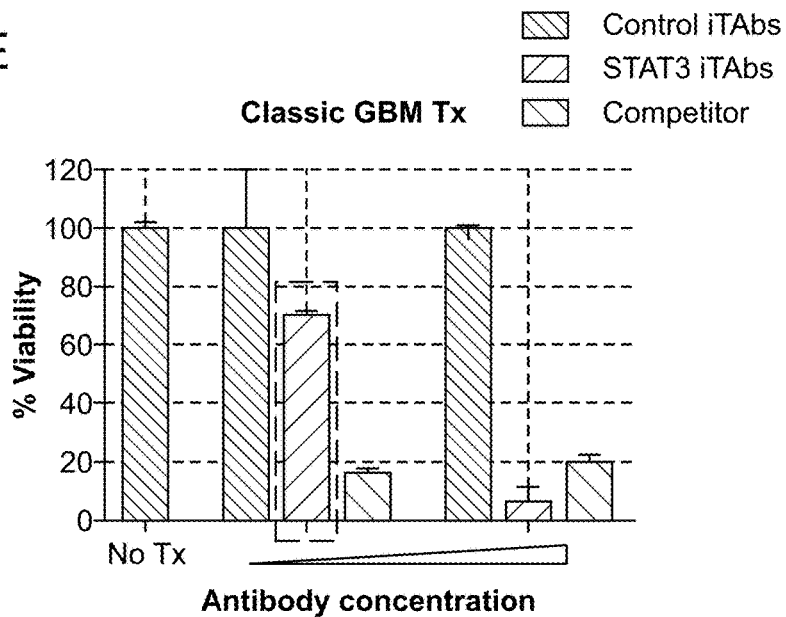 Control iTAbs
STAT3 iTAbs
Competitor
Classic GBM Tx
% Viability
120
100
80
60
40
20
0
No Tx
Antibody concentration